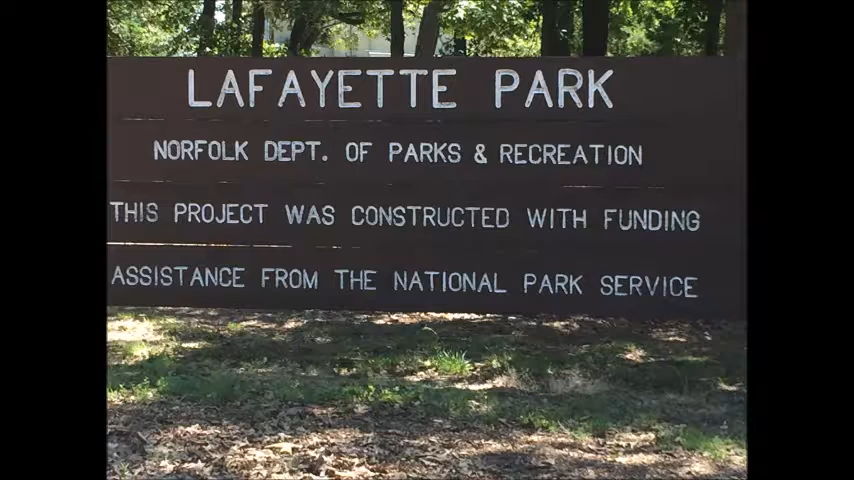 LAFAYETTE PARK
NORFOLK DEPT. OF PARKS & RECREATION
THIS PROJECT WAS CONSTRUCTED WITH FUNDING
ASSISTANCE FROM THE NATIONAL PARK SERVICE